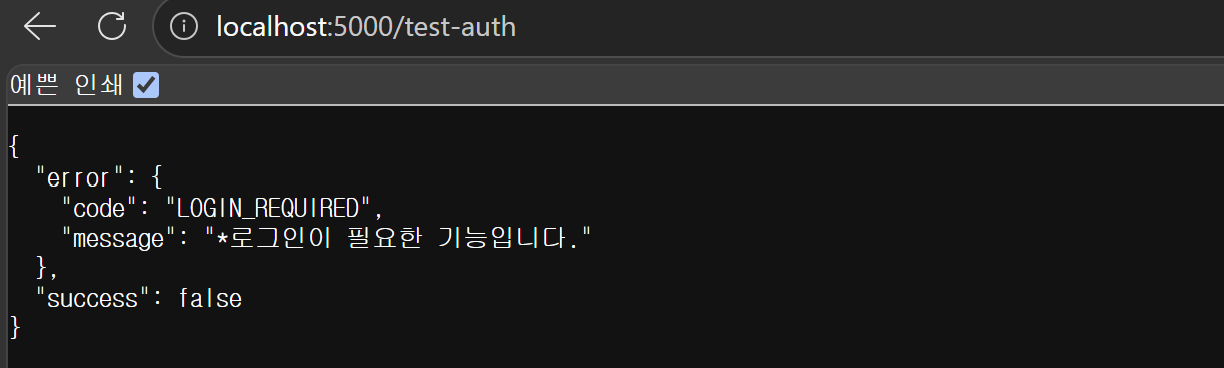 localhost:5000/test-auth
예쁜 인쇄
{
  "error": {
    "code": "LOGIN_REQUIRED",
    "message": "*로그인이 필요한 기능입니다."
  },
  "success": false
}